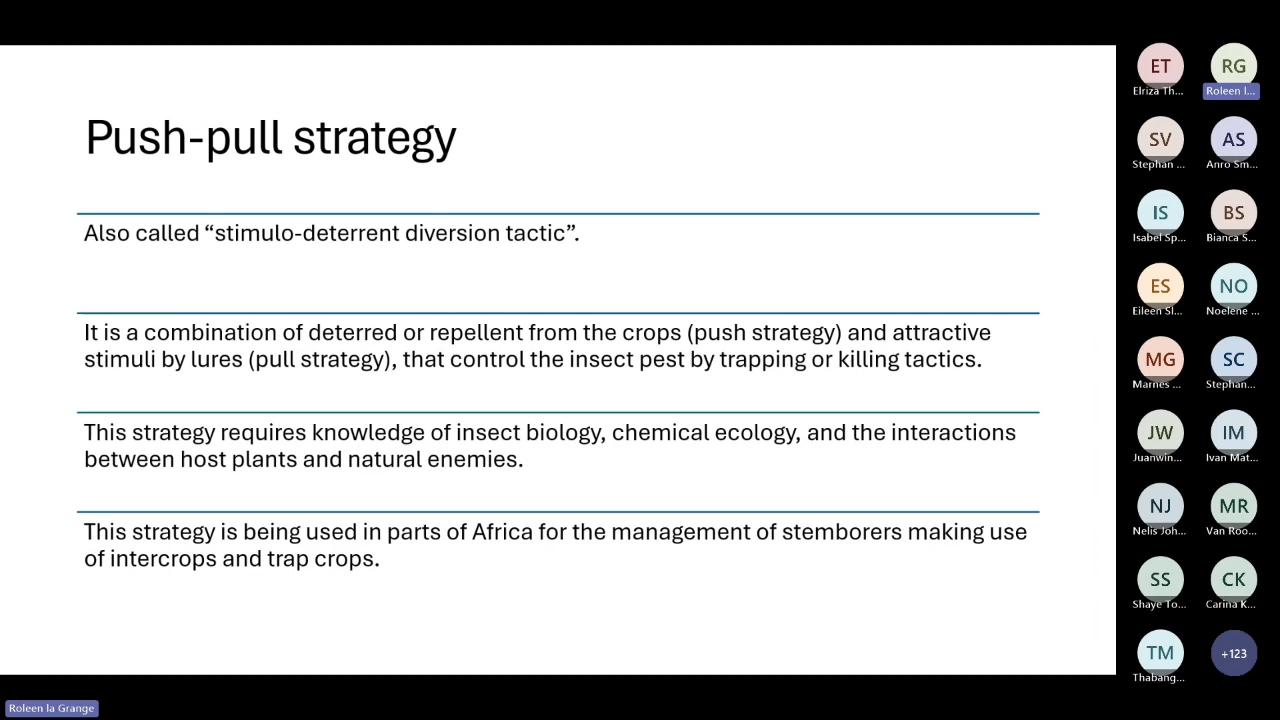 Push-pull strategy
Also called “stimulo-deterrent diversion tactic”.
It is a combination of deterred or repellent from the crops (push strategy) and attractive
stimuli by lures (pull strategy), that control the insect pest by trapping or killing tactics.
This strategy requires knowledge of insect biology, chemical ecology, and the interactions
between host plants and natural enemies.
This strategy is being used in parts of Africa for the management of stemborers making use
of intercrops and trap crops.
ET RG
Elriza Th... Roleen l...
SV AS
Stephan ... Anro Sm...
IS BS
Isabel Sp... Bianca S...
ES NO
Eileen Sl... Noelene ...
MG SC
Marnes ... Stephan...
JW IM
Juanwin... Ivan Mat...
NJ MR
Nelis Joh... Van Roo...
SS CK
Shaye To... Carina K...
TM +123
Thabang...
Roleen la Grange